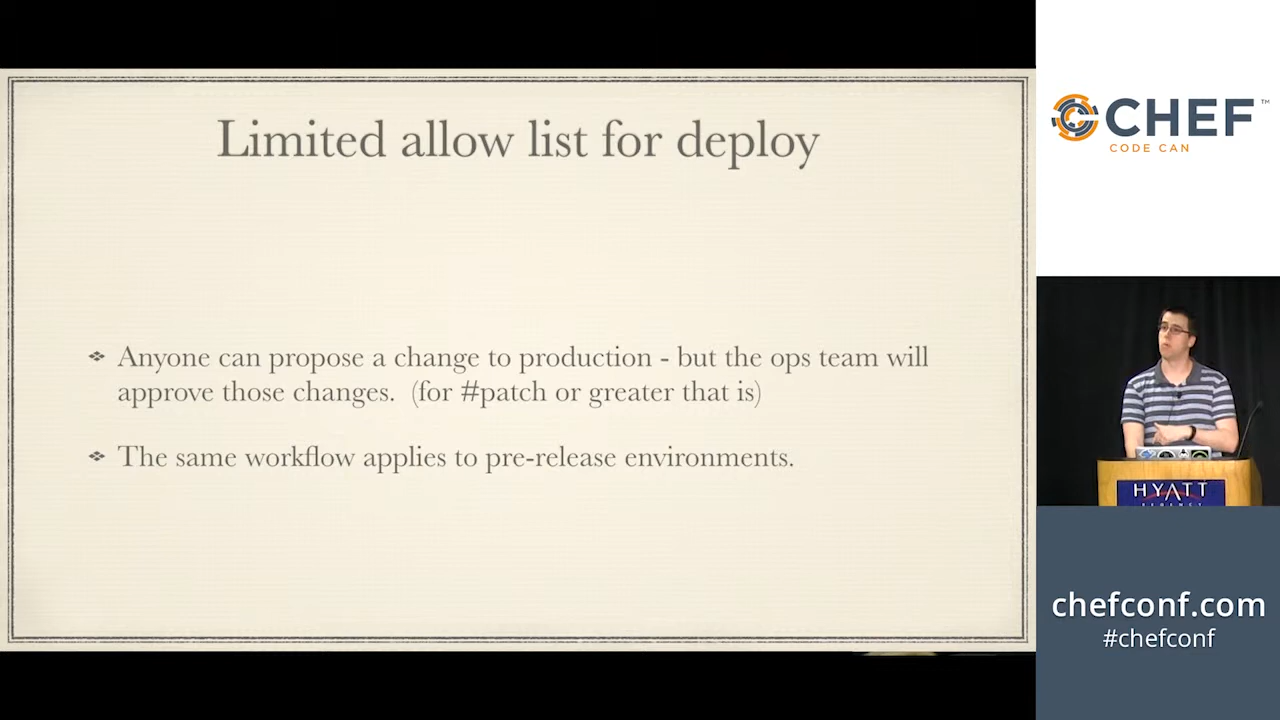 Limited allow list for deploy
❖ Anyone can propose a change to production - but the ops team will
approve those changes. (for #patch or greater that is)
❖ The same workflow applies to pre-release environments.
CHEF™
CODE CAN
HYATT
REGENCY
chefconf.com
#chefconf